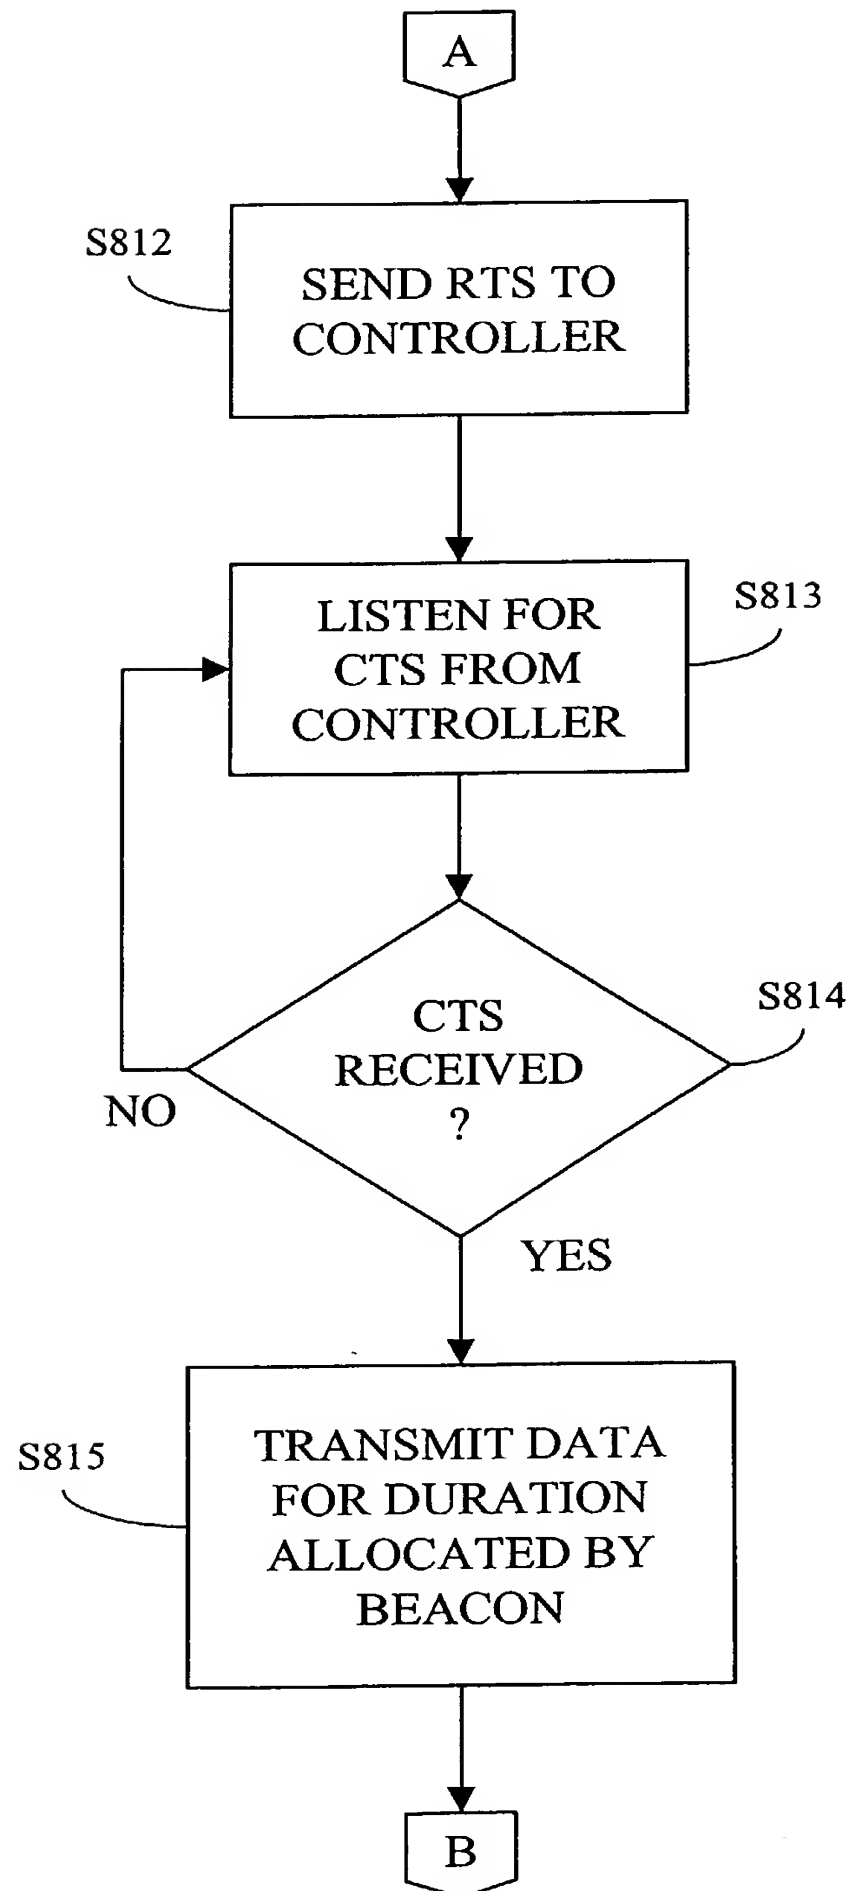 A
S812
SEND RTS TO
CONTROLLER
S813
LISTEN FOR
CTS FROM
CONTROLLER
S814
CTS
RECEIVED
?
NO
YES
S815
TRANSMIT DATA
FOR DURATION
ALLOCATED BY
BEACON
B